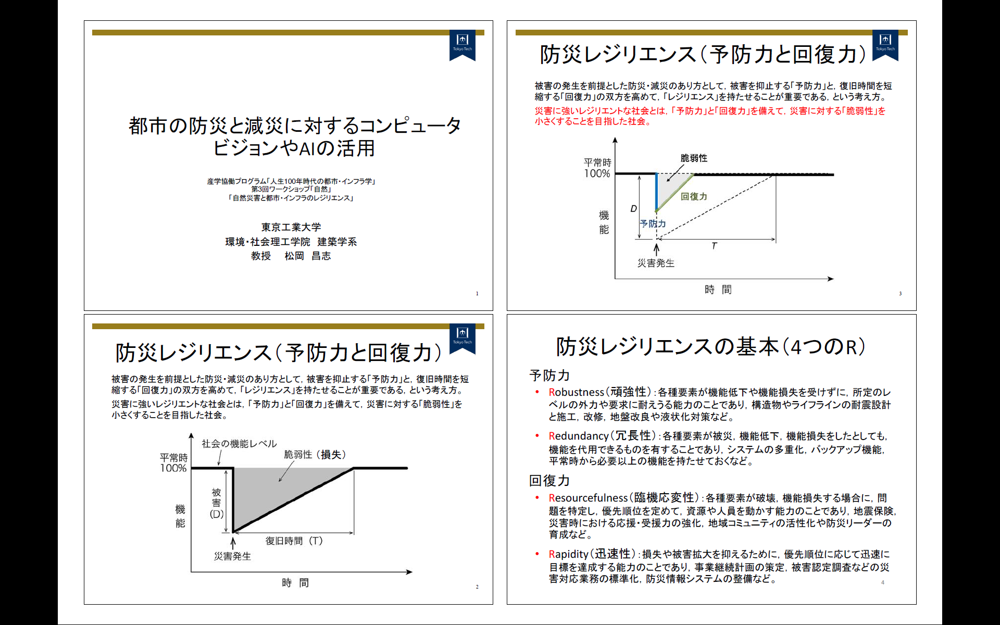 Tokyo Tech
都市の防災と減災に対するコンピュータ
ビジョンやAIの活用
産学協働プログラム「人生100年時代の都市・インフラ学」
第3回ワークショップ「自然」
「自然災害と都市・インフラのレジリエンス」
東京工業大学
環境・社会理工学院 建築学系
教授 松岡 昌志
1
Tokyo Tech
防災レジリエンス（予防力と回復力）
被害の発生を前提とした防災・減災のあり方として，被害を抑止する「予防力」と，復旧時間を短
縮する「回復力」の双方を高めて，「レジリエンス」を持たせることが重要である，という考え方。
災害に強いレジリエントな社会とは，「予防力」と「回復力」を備えて，災害に対する「脆弱性」を
小さくすることを目指した社会。
社会の機能レベル
脆弱性（損失）
平常時
100%
被
害
(D)
機
能
復旧時間（T）
災害発生
時 間
2
Tokyo Tech
防災レジリエンス（予防力と回復力）
被害の発生を前提とした防災・減災のあり方として，被害を抑止する「予防力」と，復旧時間を短
縮する「回復力」の双方を高めて，「レジリエンス」を持たせることが重要である，という考え方。
災害に強いレジリエントな社会とは，「予防力」と「回復力」を備えて，災害に対する「脆弱性」を
小さくすることを目指した社会。
脆弱性
平常時
100%
回復力
D
機
能
予防力
T
災害発生
時 間
3
防災レジリエンスの基本（4つのR）
予防力
• Robustness（頑強性）：各種要素が機能低下や機能損失を受けずに，所定のレ
ベルの外力や要求に耐えうる能力のことであり，構造物やライフラインの耐震設計
と施工，改修，地盤改良や液状化対策など。
• Redundancy（冗長性）：各種要素が被災，機能低下，機能損失をしたとしても，
機能を代用できるものを有することであり，システムの多重化，バックアップ機能，
平常時から必要以上の機能を持たせておくなど。
回復力
• Resourcefulness（臨機応変性）：各種要素が破壊，機能損失する場合に，問
題を特定し，優先順位を定めて，資源や人員を動かす能力のことであり，地震保険，
災害時における応援・受援力の強化，地域コミュニティの活性化や防災リーダーの
育成など。
• Rapidity（迅速性）：損失や被害拡大を抑えるために，優先順位に応じて迅速に
目標を達成する能力のことであり，事業継続計画の策定，被害認定調査などの災
害対応業務の標準化，防災情報システムの整備など。
4